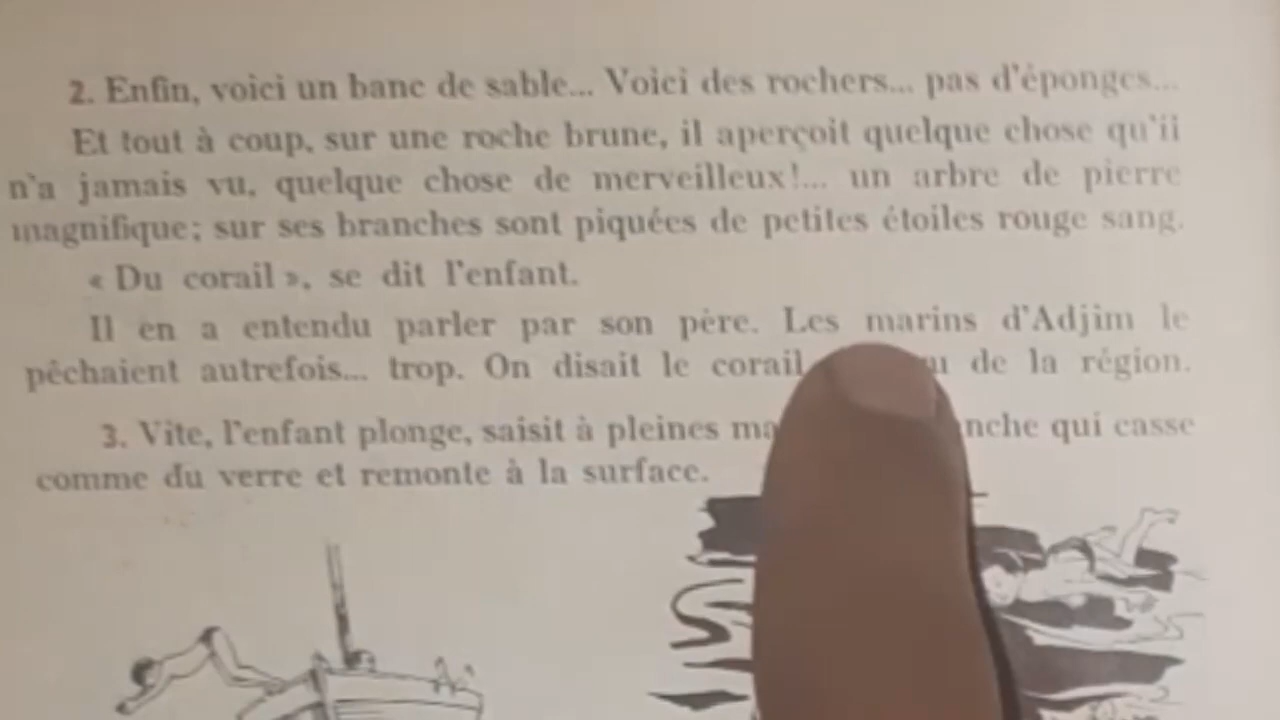 2. Enfin, voici un banc de sable... Voici des rochers... pas d'éponges...
Et tout à coup, sur une roche brune, il aperçoit quelque chose qu'il
n'a jamais vu, quelque chose de merveilleux!... un arbre de pierre
magnifique; sur ses branches sont piquées de petites étoiles rouge sang.
« Du corail », se dit l'enfant.
Il en a entendu parler par son père. Les marins d'Adjim le
pêchaient autrefois... trop. On disait le corail de la région.
3. Vite, l'enfant plonge, saisit à pleines qui casse
comme du verre et remonte à la surface.